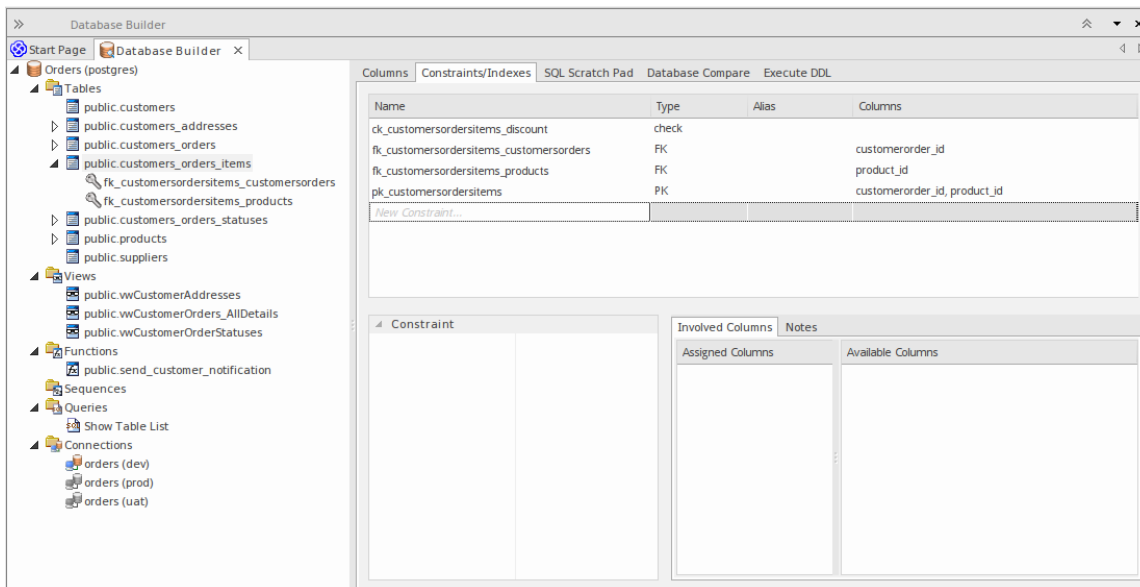 Database Builder
Start Page Database Builder
Orders (postgres)
Tables
public.customers
public.customers_addresses
public.customers_orders
public.customers_orders_items
fk_customersordersitems_customersorders
fk_customersordersitems_products
public.customers_orders_statuses
public.products
public.suppliers
Views
public.vwCustomerAddresses
public.vwCustomerOrders_AllDetails
public.vwCustomerOrderStatuses
Functions
public.send_customer_notification
Sequences
Queries
Show Table List
Connections
orders (dev)
orders (prod)
orders (uat)
Columns Constraints/Indexes SQL Scratch Pad Database Compare Execute DDL
Name Type Alias Columns
ck_customersordersitems_discount check
fk_customersordersitems_customersorders FK customerorder_id
fk_customersordersitems_products FK product_id
pk_customersordersitems PK customerorder_id, product_id
New Constraint...
Constraint
Involved Columns Notes
Assigned Columns Available Columns